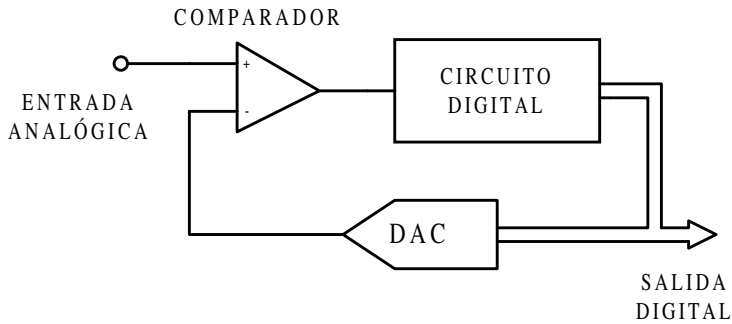 COMPARADOR
+
-
ENTRADA
ANALÓGICA
CIRCUITO
DIGITAL
DAC
SALIDA
DIGITAL